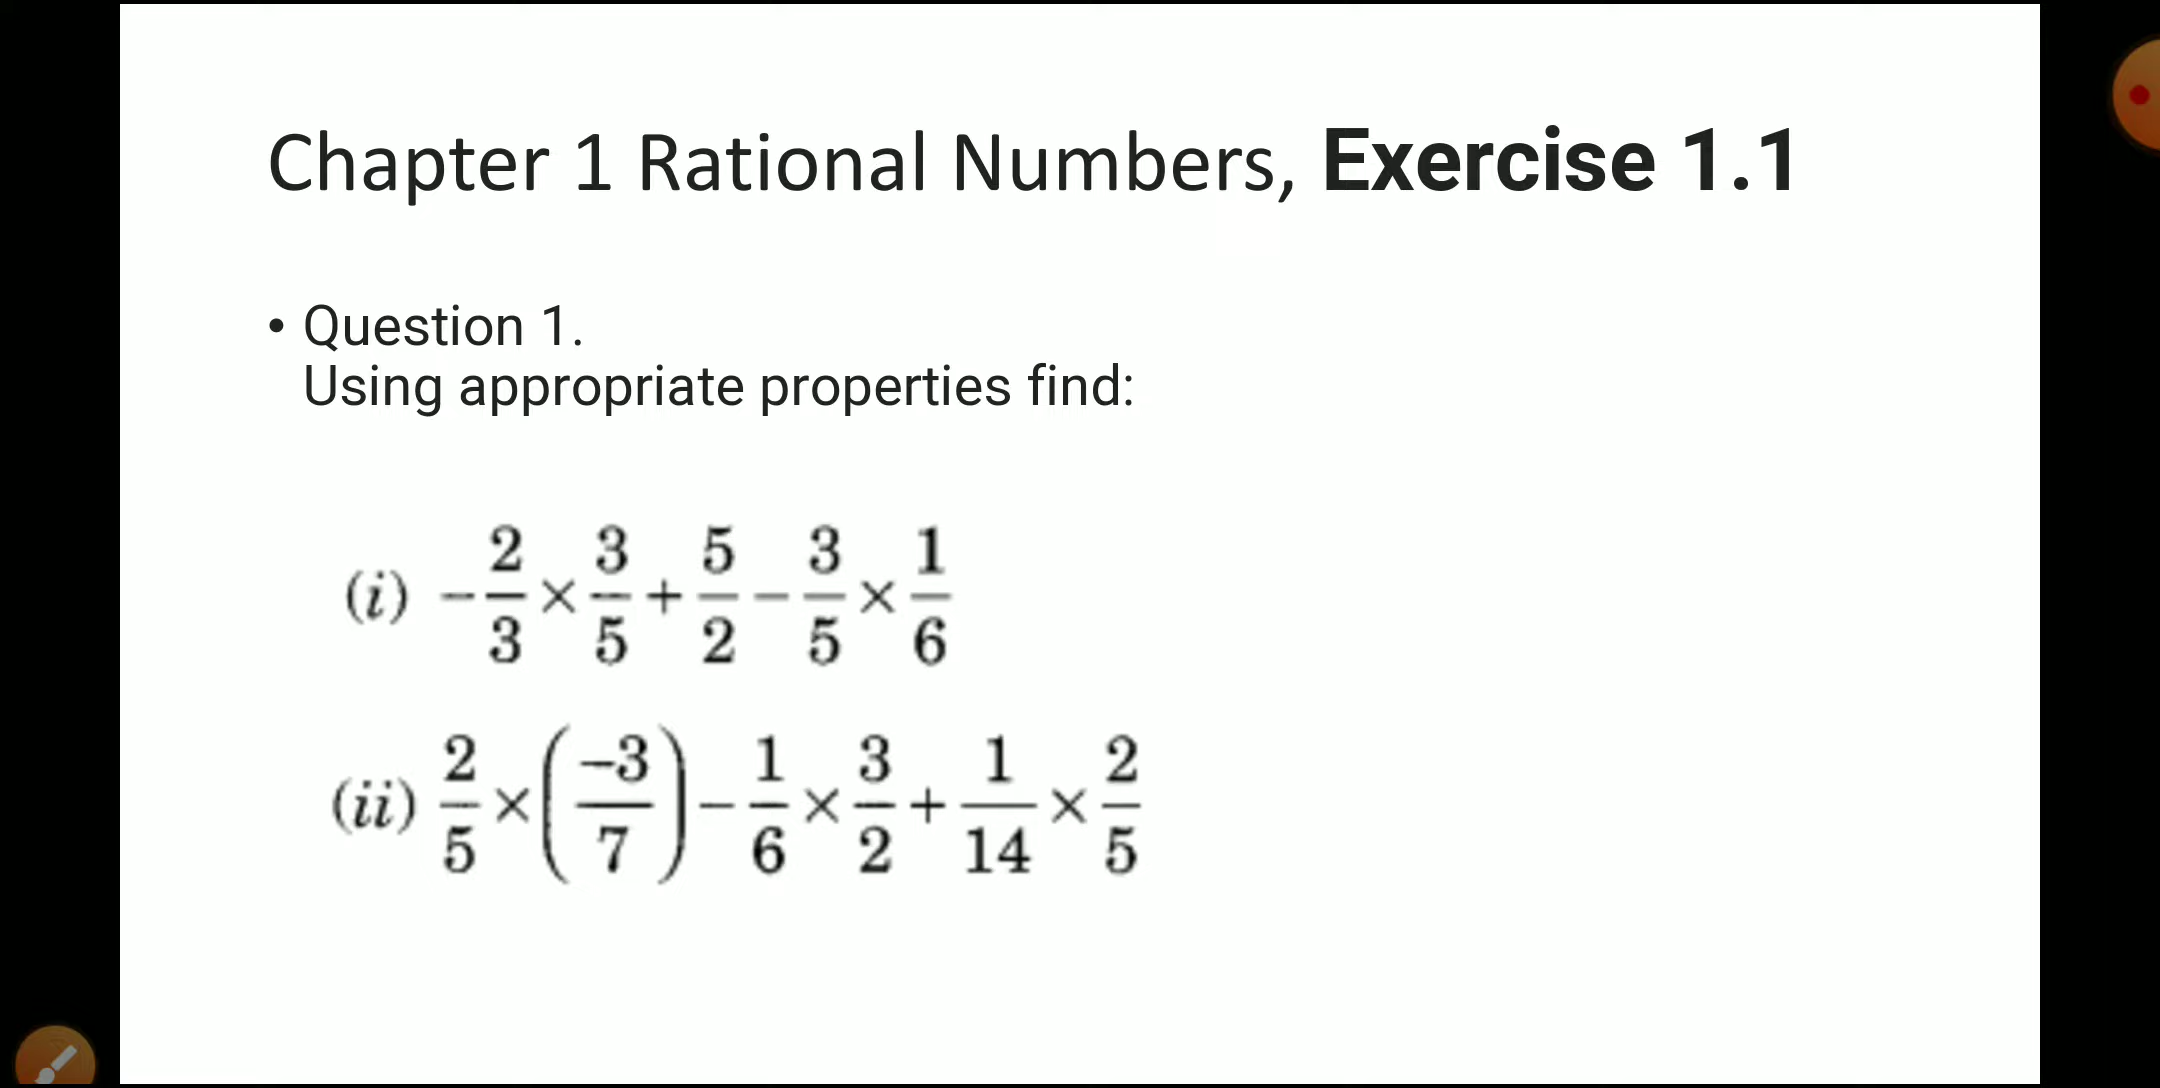 Chapter 1 Rational Numbers, Exercise 1.1
• Question 1.
Using appropriate properties find:
(i) −2/3 × 3/5 + 5/2 − 3/5 × 1/6
(ii) 2/5 × (−3/7) − 1/6 × 3/2 + 1/14 × 2/5